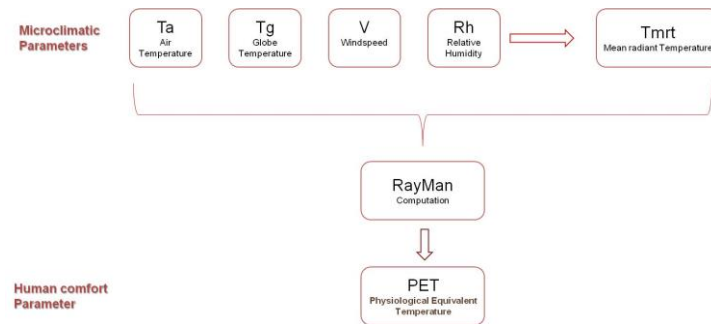 Microclimatic
Parameters
Ta
Air
Temperature
Tg
Globe
Temperature
V
Windspeed
Rh
Relative
Humidity
Tmrt
Mean radiant Temperature
RayMan
Computation
Human comfort
Parameter
PET
Physiological Equivalent
Temperature